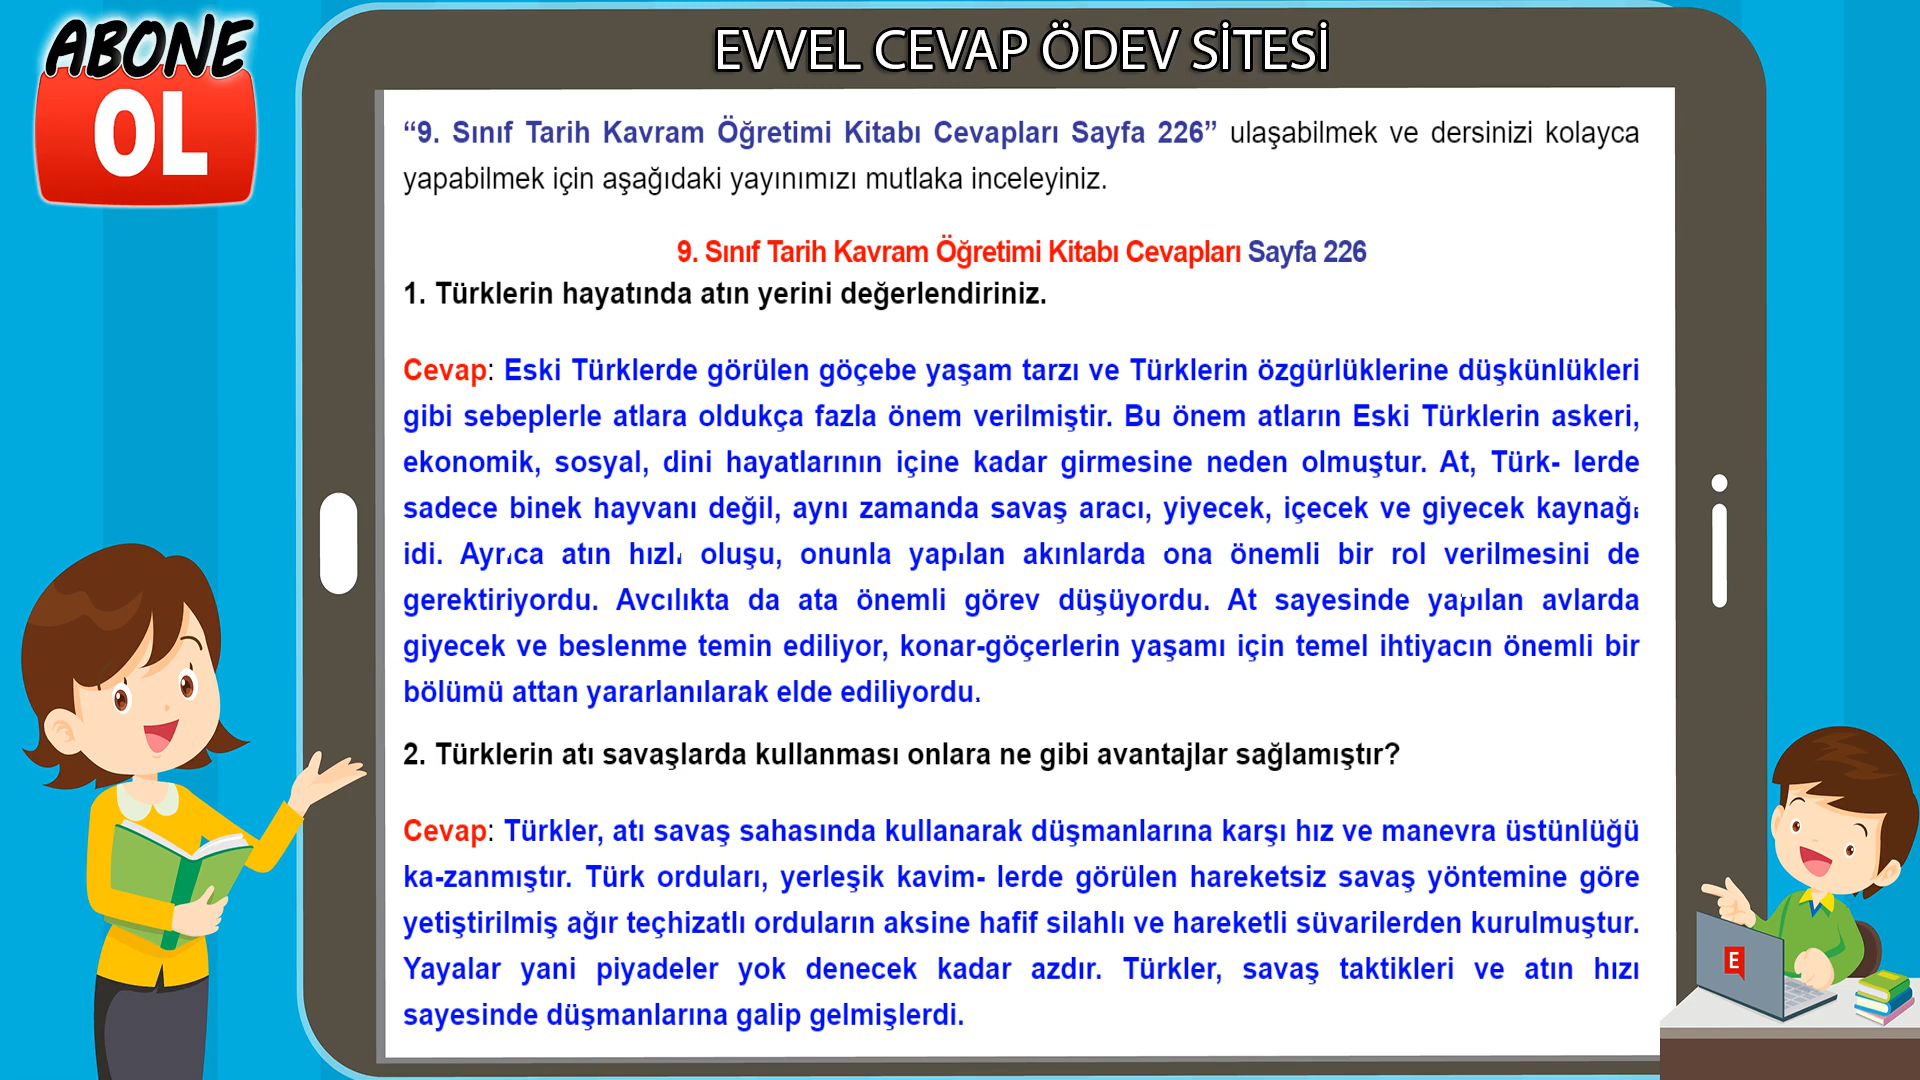 ABONE
OL
EVVEL CEVAP ÖDEV SİTESİ
“9. Sınıf Tarih Kavram Öğretimi Kitabı Cevapları Sayfa 226” ulaşabilmek ve dersinizi kolayca
yapabilmek için aşağıdaki yayınımızı mutlaka inceleyiniz.
9. Sınıf Tarih Kavram Öğretimi Kitabı Cevapları Sayfa 226
1. Türklerin hayatında atın yerini değerlendiriniz.
Cevap: Eski Türklerde görülen göçebe yaşam tarzı ve Türklerin özgürlüklerine düşkünlükleri
gibi sebeplerle atlara oldukça fazla önem verilmiştir. Bu önem atların Eski Türklerin askeri,
ekonomik, sosyal, dini hayatlarının içine kadar girmesine neden olmuştur. At, Türk- lerde
sadece binek hayvanı değil, aynı zamanda savaş aracı, yiyecek, içecek ve giyecek kaynağı
idi. Ayrıca atın hızlı oluşu, onunla yapılan akınlarda ona önemli bir rol verilmesini de
gerektiriyordu. Avcılıkta da ata önemli görev düşüyordu. At sayesinde yapılan avlarda
giyecek ve beslenme temin ediliyor, konar-göçerlerin yaşamı için temel ihtiyacın önemli bir
bölümü attan yararlanılarak elde ediliyordu.
2. Türklerin atı savaşlarda kullanması onlara ne gibi avantajlar sağlamıştır?
Cevap: Türkler, atı savaş sahasında kullanarak düşmanlarına karşı hız ve manevra üstünlüğü
ka-zanmıştır. Türk orduları, yerleşik kavim- lerde görülen hareketsiz savaş yöntemine göre
yetiştirilmiş ağır teçhizatlı orduların aksine hafif silahlı ve hareketli süvarilerden kurulmuştur.
Yayalar yani piyadeler yok denecek kadar azdır. Türkler, savaş taktikleri ve atın hızı
sayesinde düşmanlarına galip gelmişlerdi.
E